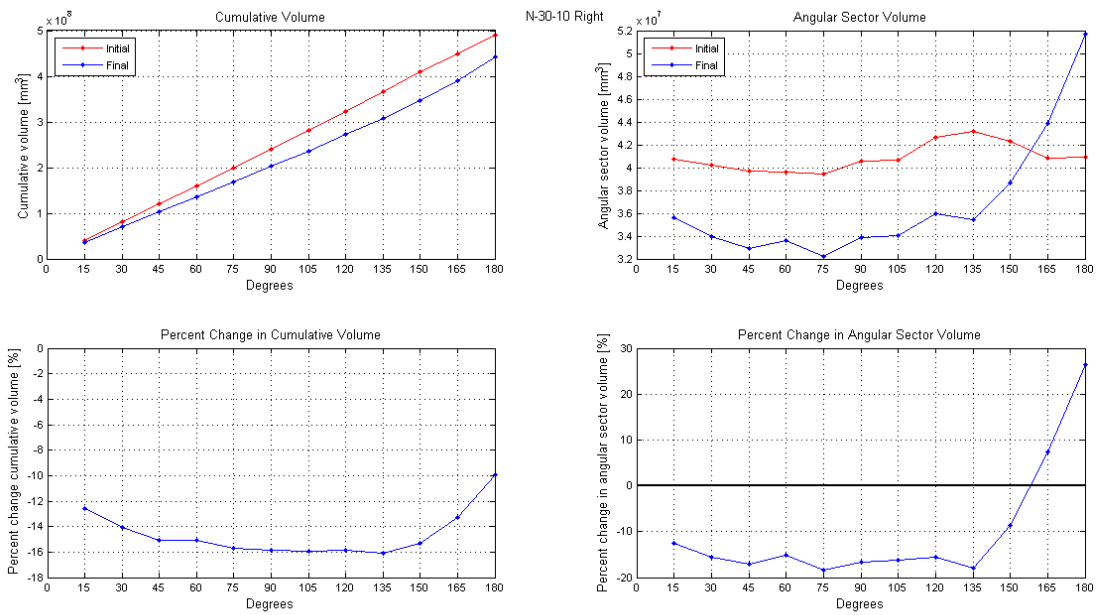 N-30-10 Right
Cumulative Volume
× 10^8
Cumulative volume [mm^3]
5
4
3
2
1
0
Initial
Final
0 15 30 45 60 75 90 105 120 135 150 165 180
Degrees
Angular Sector Volume
× 10^7
Angular sector volume [mm^3]
5.2
5
4.8
4.6
4.4
4.2
4
3.8
3.6
3.4
3.2
Initial
Final
0 15 30 45 60 75 90 105 120 135 150 165 180
Degrees
Percent Change in Cumulative Volume
Percent change cumulative volume [%]
0
-2
-4
-6
-8
-10
-12
-14
-16
-18
0 15 30 45 60 75 90 105 120 135 150 165 180
Degrees
Percent Change in Angular Sector Volume
Percent change in angular sector volume [%]
30
20
10
0
-10
-20
0 15 30 45 60 75 90 105 120 135 150 165 180
Degrees